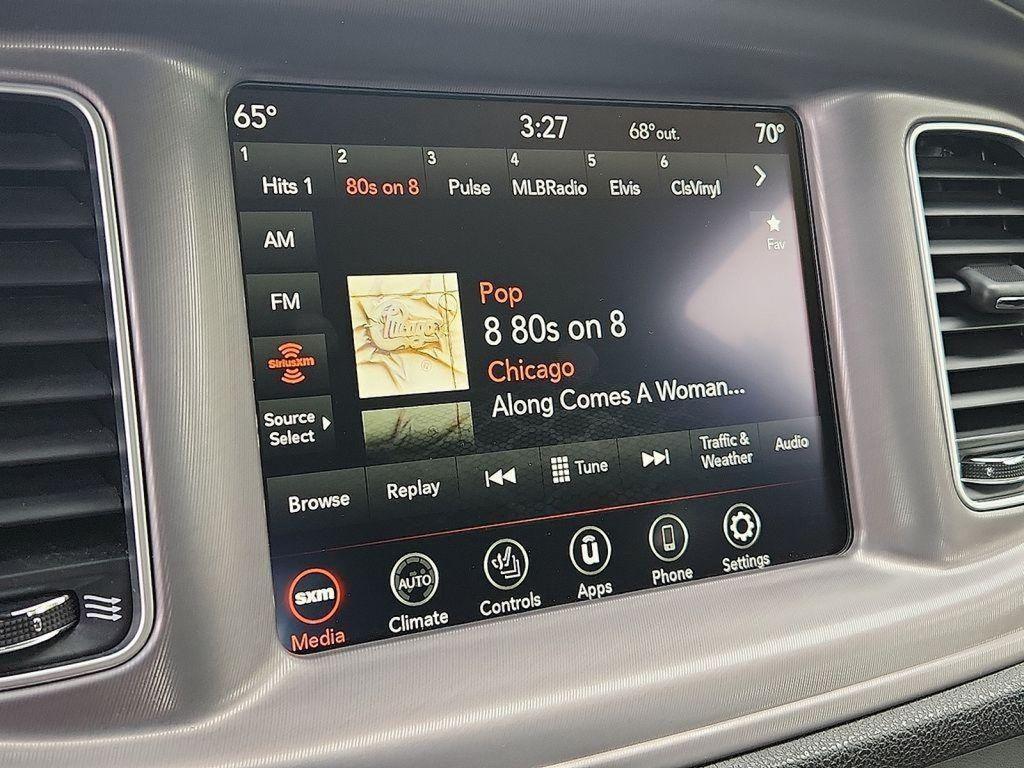 65° 3:27 68° out. 70°
1 2 3 4 5 6
Hits 1 80s on 8 Pulse MLBRadio Elvis ClsVinyl
AM
Fav
FM
Chicago
Pop
8 80s on 8
Chicago
Along Comes A Woman...
SiriusXM
Source
Select
Browse Replay Tune Traffic &
Weather Audio
sxm AUTO û
Media Climate Controls Apps Phone Settings